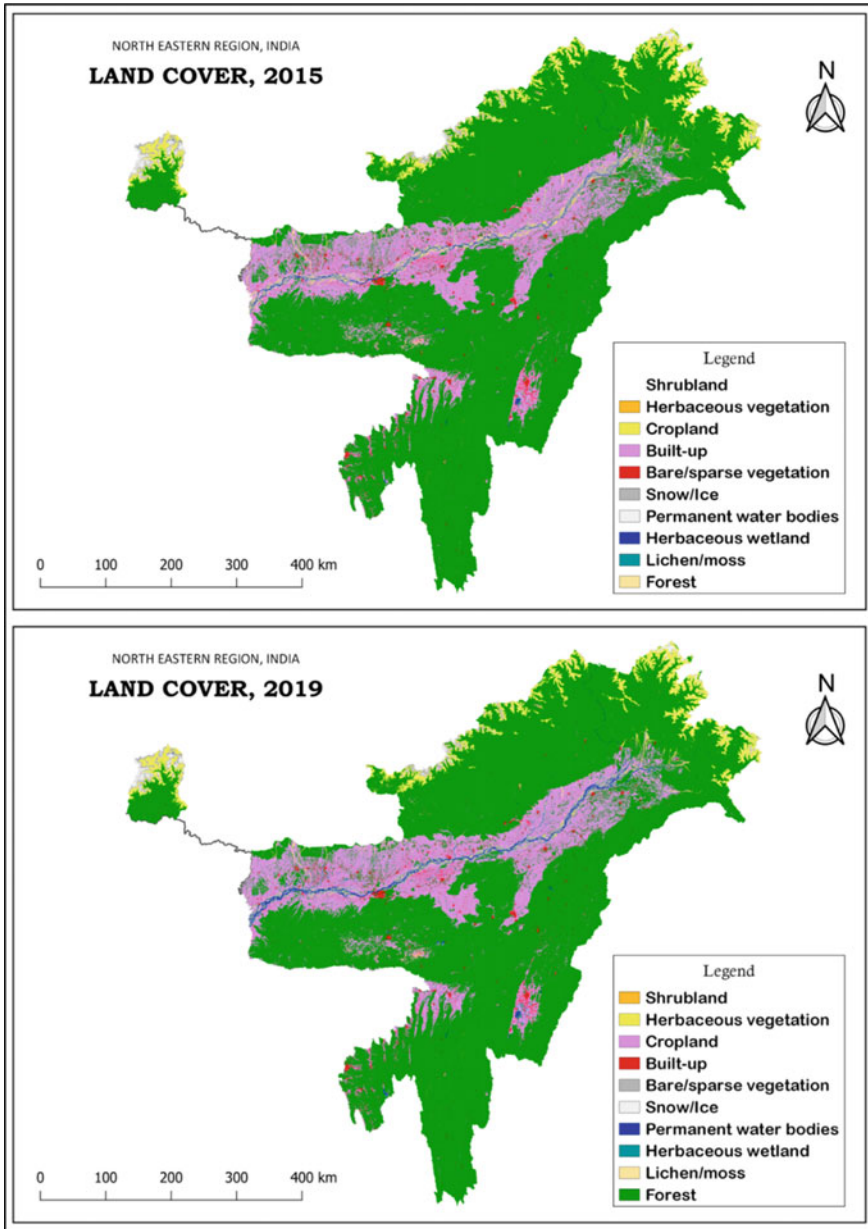 NORTH EASTERN REGION, INDIA
LAND COVER, 2015
N
Legend
Shrubland
Herbaceous vegetation
Cropland
Built-up
Bare/sparse vegetation
Snow/Ice
Permanent water bodies
Herbaceous wetland
Lichen/moss
Forest
0 100 200 300 400 km
NORTH EASTERN REGION, INDIA
LAND COVER, 2019
N
Legend
Shrubland
Herbaceous vegetation
Cropland
Built-up
Bare/sparse vegetation
Snow/Ice
Permanent water bodies
Herbaceous wetland
Lichen/moss
Forest
0 100 200 300 400 km